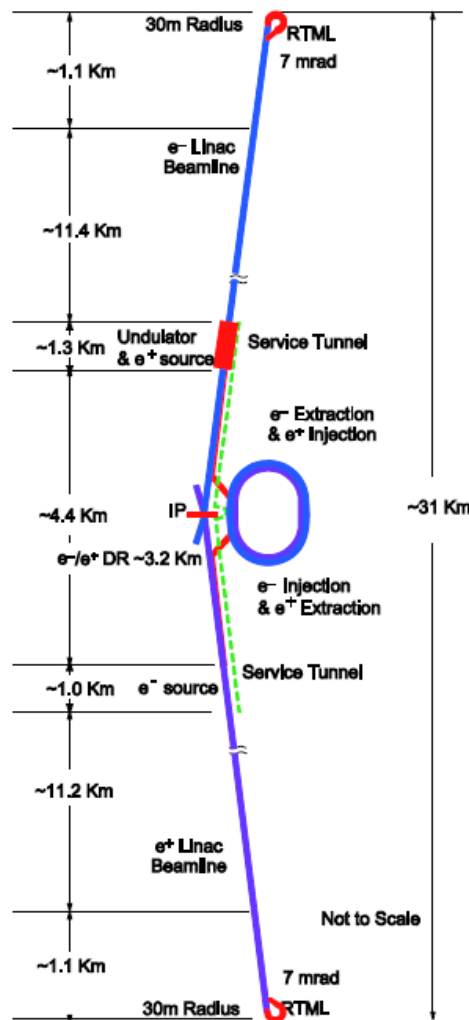 30m Radius
RTML
7 mrad
~1.1 Km
e– Linac
Beamline
~11.4 Km
Undulator
& e+ source
Service Tunnel
~1.3 Km
e– Extraction
& e+ Injection
~4.4 Km
IP
~31 Km
e–/e+ DR ~3.2 Km
e– Injection
& e+ Extraction
Service Tunnel
e- source
~1.0 Km
~11.2 Km
e+ Linac
Beamline
Not to Scale
~1.1 Km
7 mrad
30m Radius
RTML